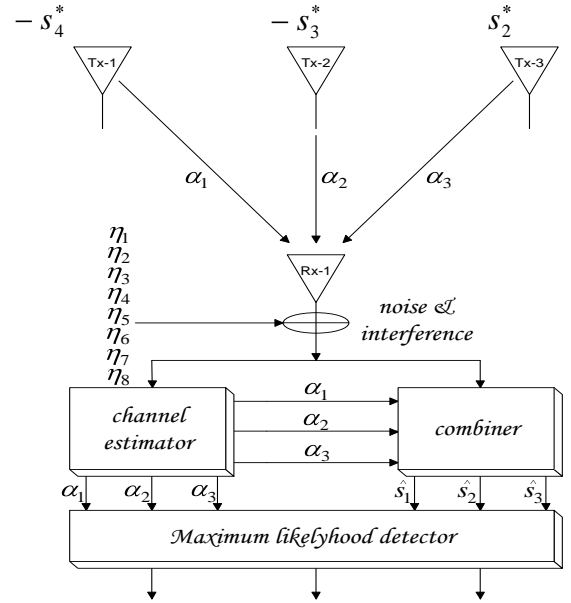 − s₄* − s₃* s₂*
Tx-1 Tx-2 Tx-3
α₁ α₂ α₃
η₁
η₂
η₃
η₄
η₅
η₆
η₇
η₈
Rx-1
noise &
interference
channel
estimator
α₁
α₂
α₃
combiner
α₁ α₂ α₃ ŝ₁ ŝ₂ ŝ₃
Maximum likelyhood detector